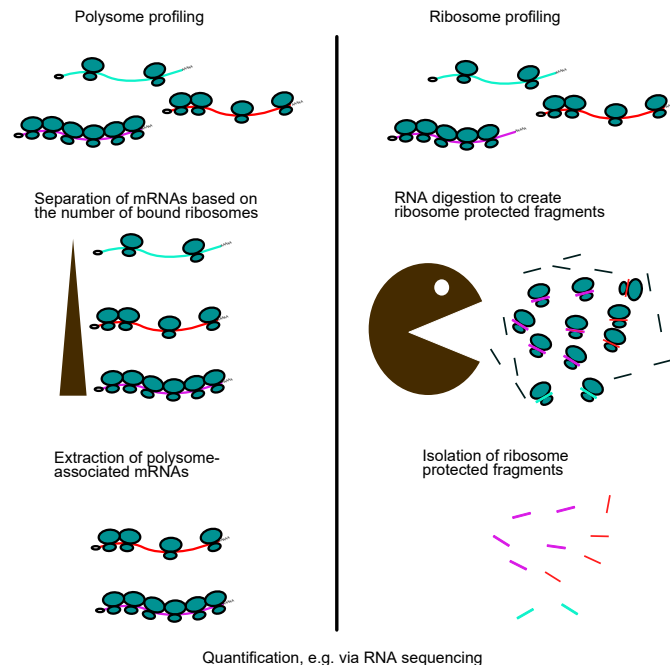 Polysome profiling
Ribosome profiling
Separation of mRNAs based on
the number of bound ribosomes
RNA digestion to create
ribosome protected fragments
Extraction of polysome-
associated mRNAs
Isolation of ribosome
protected fragments
Quantification, e.g. via RNA sequencing